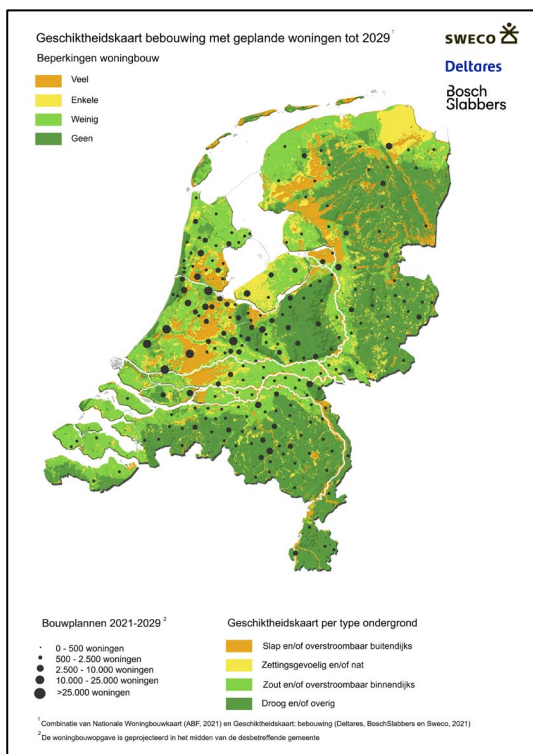 Geschiktheidskaart bebouwing met geplande woningen tot 2029 1
Beperkingen woningbouw
Veel
Enkele
Weinig
Geen
SWECO
Deltares
Bosch
Slabbers
Bouwplannen 2021-2029 2
0 - 500 woningen
500 - 2.500 woningen
2.500 - 10.000 woningen
10.000 - 25.000 woningen
>25.000 woningen
Geschiktheidskaart per type ondergrond
Slap en/of overstroombaar buitendijks
Zettingsgevoelig en/of nat
Zout en/of overstroombaar binnendijks
Droog en/of overig
1 Combinatie van Nationale Woningbouwkaart (ABF, 2021) en Geschiktheidskaart: bebouwing (Deltares, BoschSlabbers en Sweco, 2021)
2 De woningbouwopgave is geprojecteerd in het midden van de desbetreffende gemeente